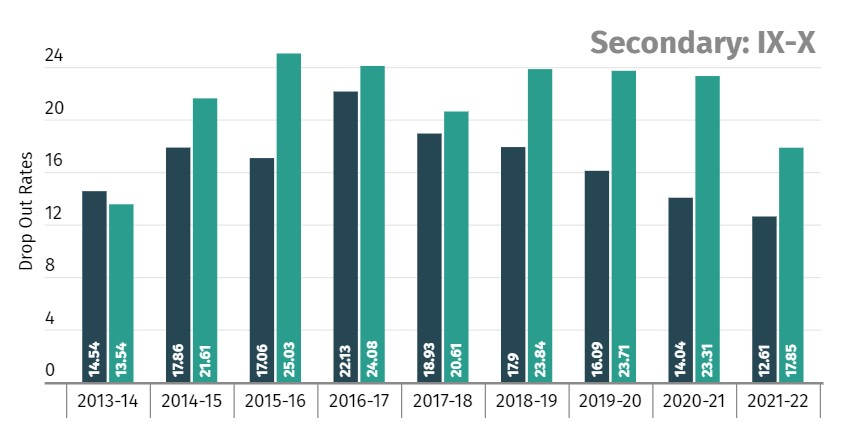 Secondary: IX-X
Drop Out Rates
24
20
16
12
8
4
0
14.54 13.54 17.86 21.61 17.06 25.03 22.13 24.08 18.93 20.61 17.9 23.84 16.09 23.71 14.04 23.31 12.61 17.85
2013-14 2014-15 2015-16 2016-17 2017-18 2018-19 2019-20 2020-21 2021-22